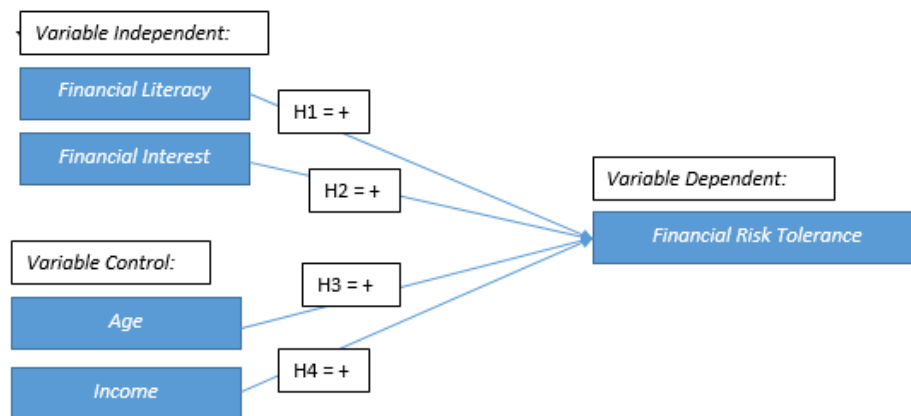 Variable Independent:
Financial Literacy
H1 = +
Financial Interest
H2 = +
Variable Dependent:
Financial Risk Tolerance
Variable Control:
H3 = +
Age
H4 = +
Income